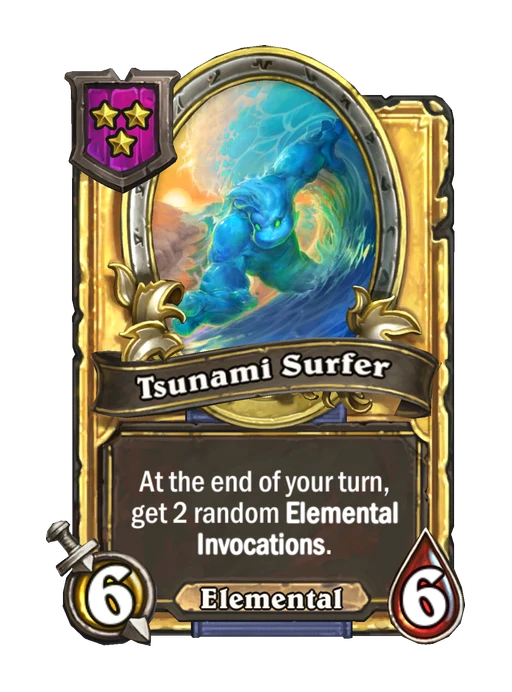 Tsunami Surfer
At the end of your turn,
get 2 random Elemental
Invocations.
6
Elemental
6